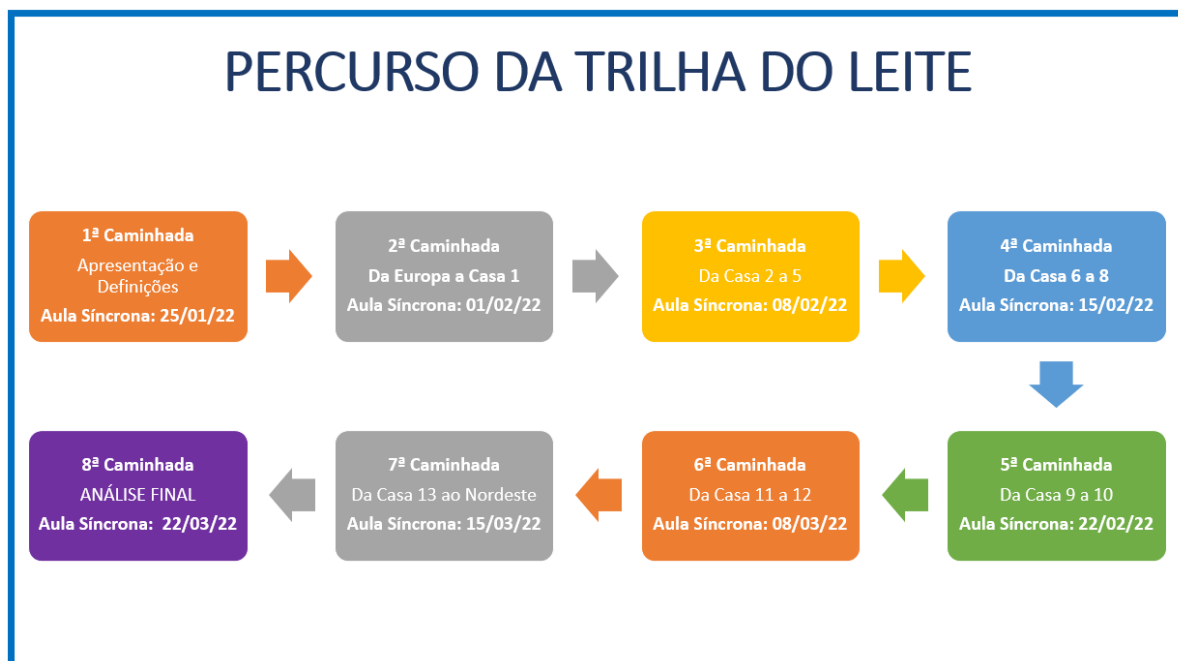 PERCURSO DA TRILHA DO LEITE
1ª Caminhada
Apresentação e
Definições
Aula Síncrona: 25/01/22
2ª Caminhada
Da Europa a Casa 1
Aula Síncrona: 01/02/22
3ª Caminhada
Da Casa 2 a 5
Aula Síncrona: 08/02/22
4ª Caminhada
Da Casa 6 a 8
Aula Síncrona: 15/02/22
5ª Caminhada
Da Casa 9 a 10
Aula Síncrona: 22/02/22
6ª Caminhada
Da Casa 11 a 12
Aula Síncrona: 08/03/22
7ª Caminhada
Da Casa 13 ao Nordeste
Aula Síncrona: 15/03/22
8ª Caminhada
ANÁLISE FINAL
Aula Síncrona: 22/03/22